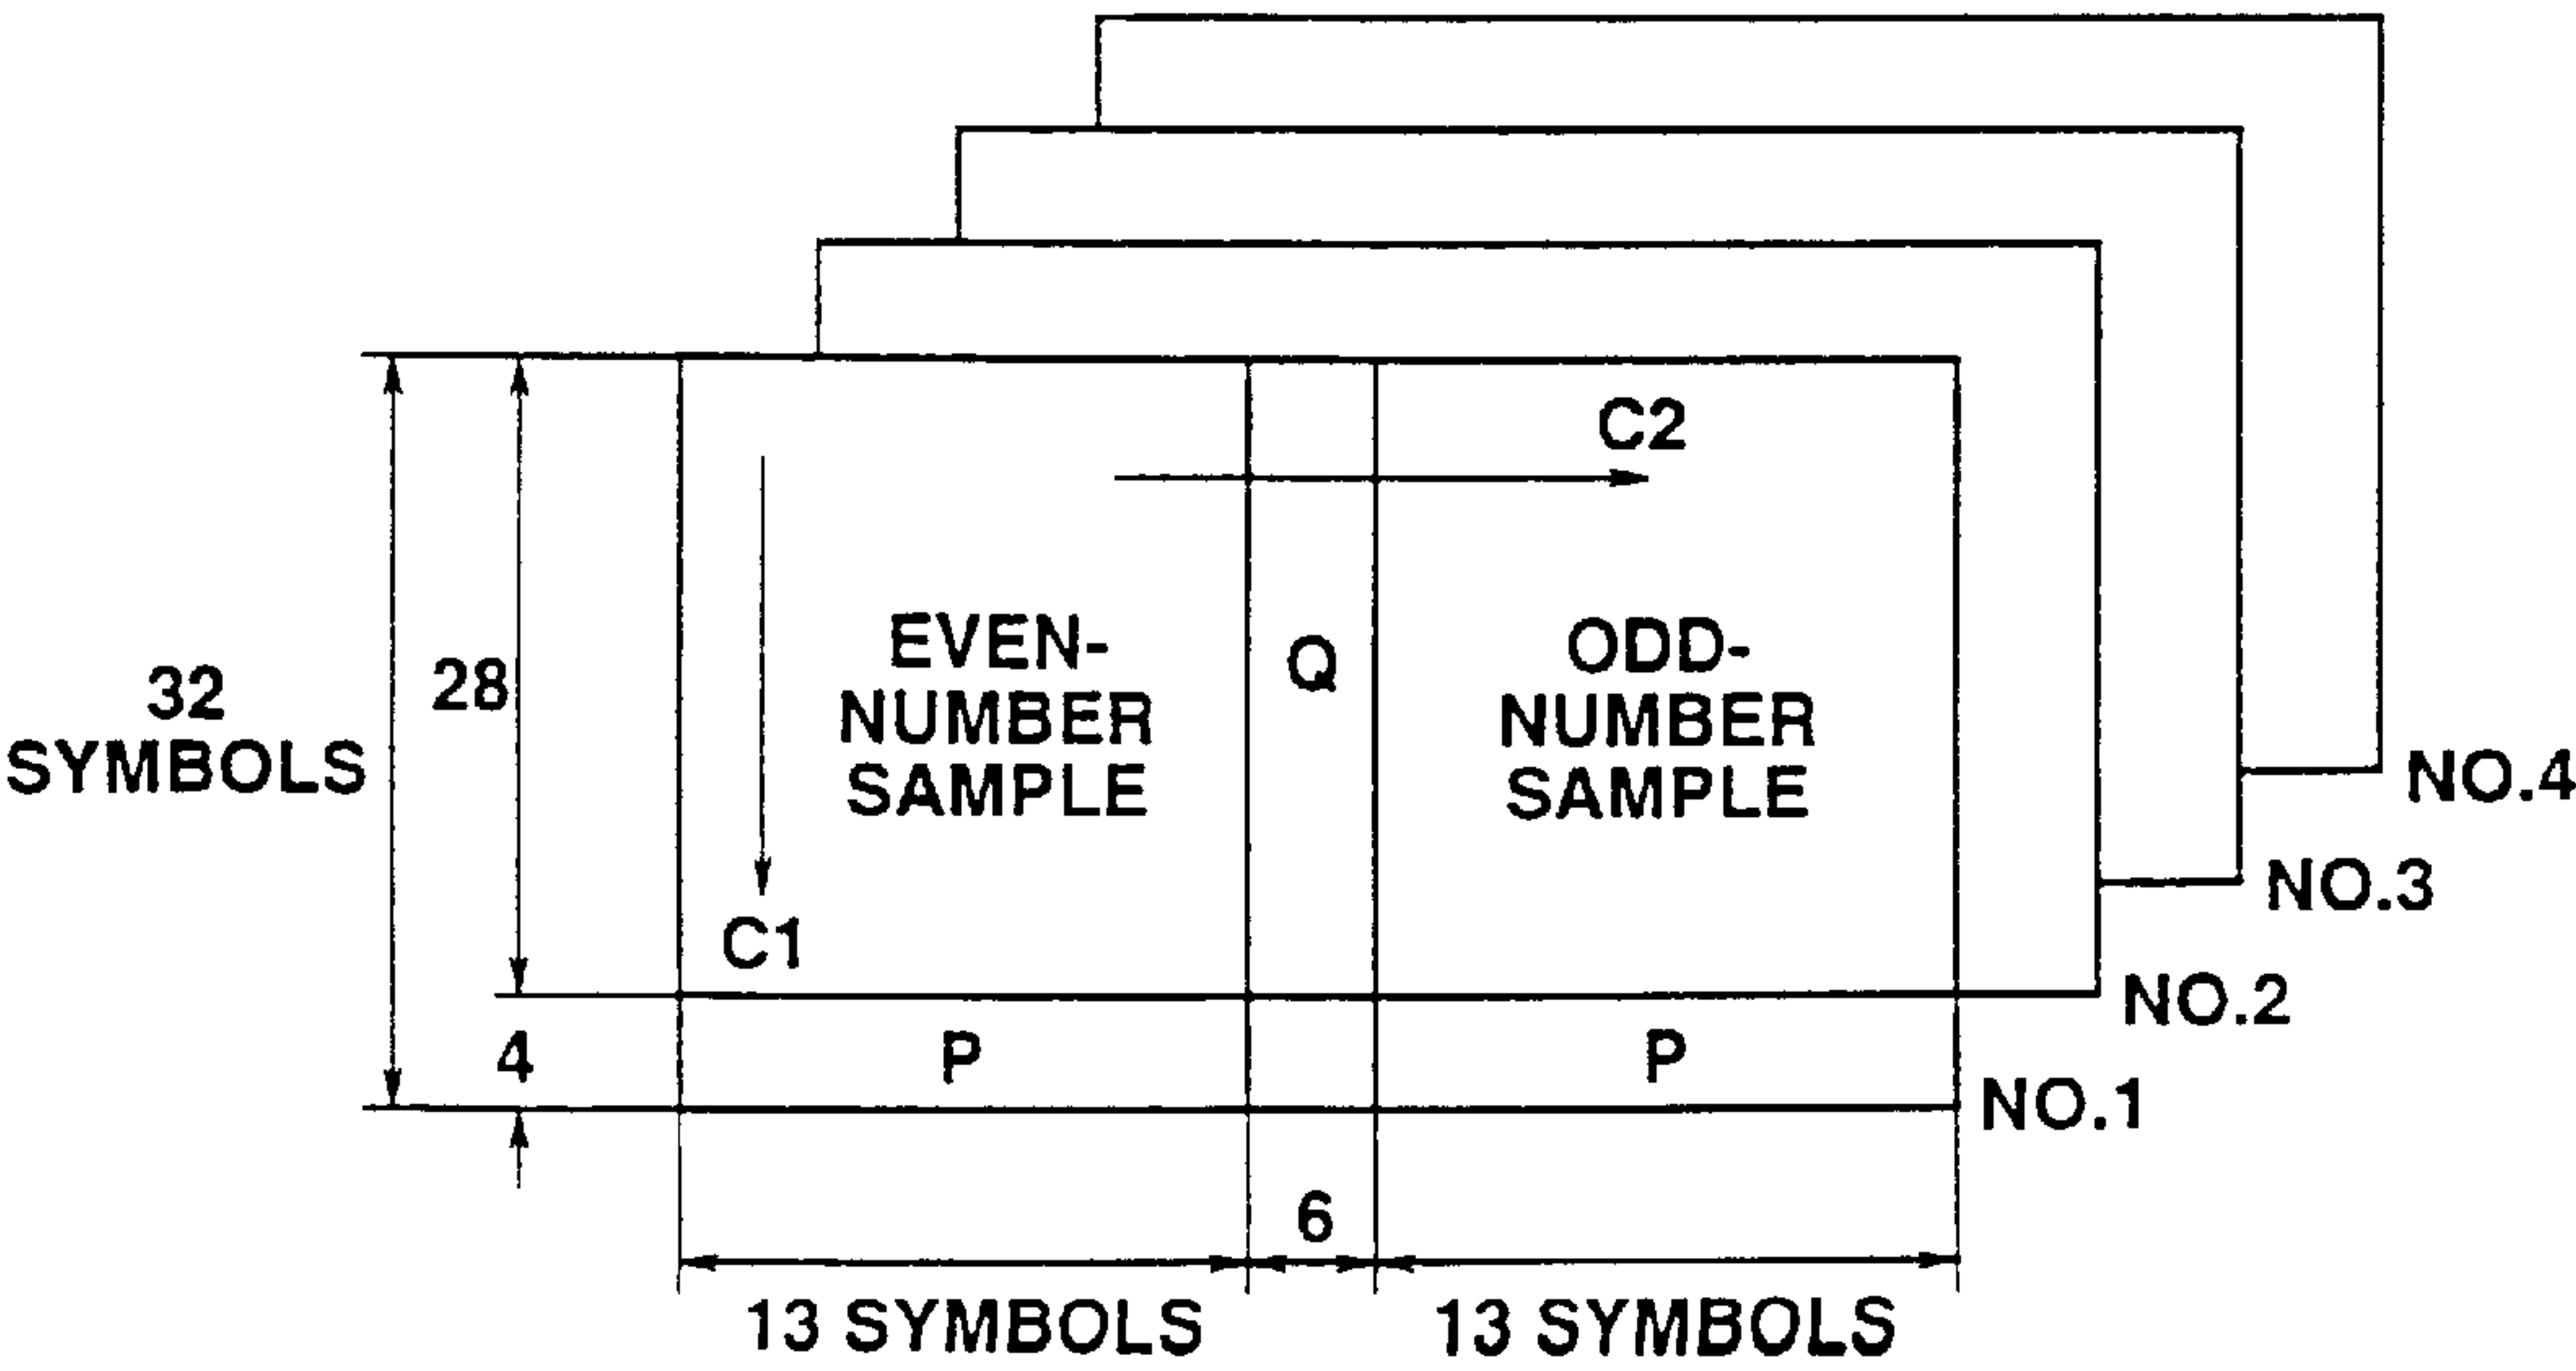 C2
EVEN-
NUMBER
SAMPLE
Q
ODD-
NUMBER
SAMPLE
32
SYMBOLS
28
C1
4
P
P
NO.4
NO.3
NO.2
NO.1
6
13 SYMBOLS
13 SYMBOLS